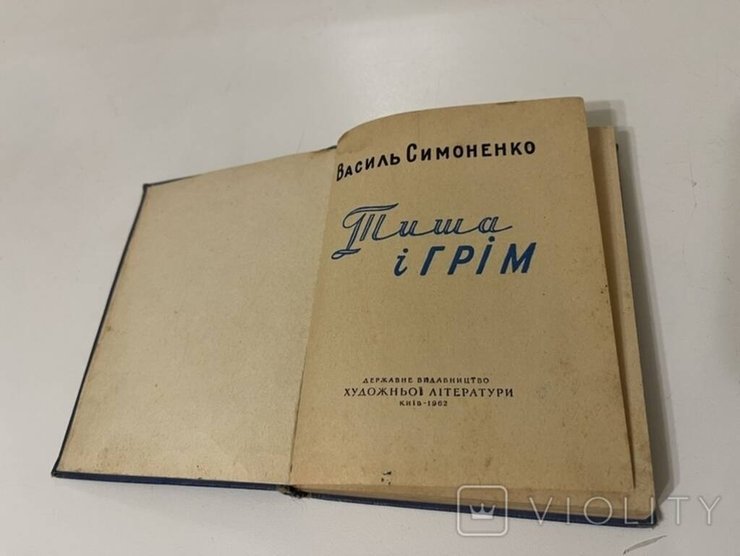 Василь Симоненко
Тиша
і ГРІМ
ДЕРЖАВНЕ ВИДАВНИЦТВО
ХУДОЖНЬОЇ ЛІТЕРАТУРИ
КИЇВ-1962
VIOLITY